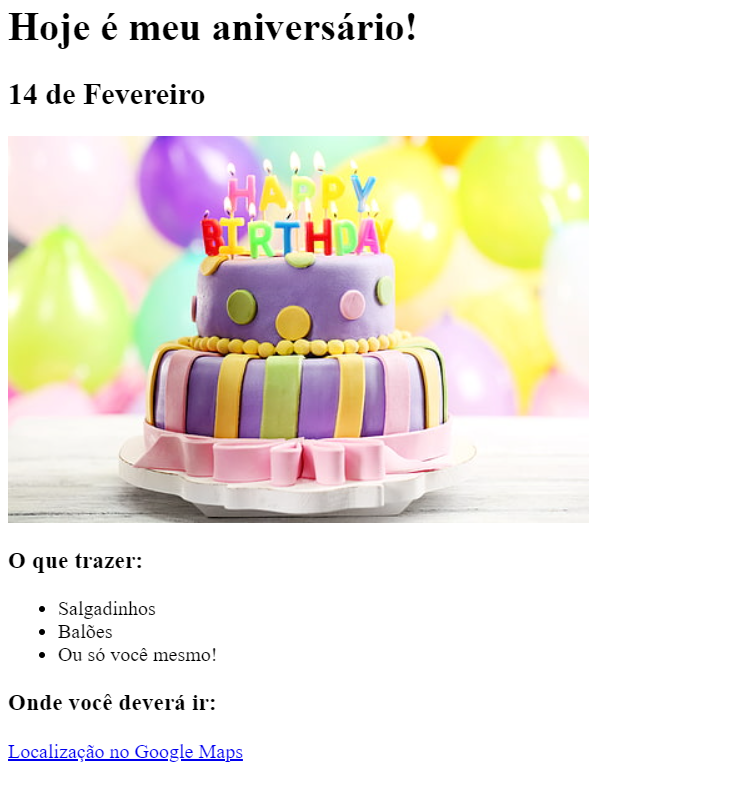 Hoje é meu aniversário!
14 de Fevereiro
HAPPY
BIRTHDAY
O que trazer:
Salgadinhos
Balões
Ou só você mesmo!
Onde você deverá ir:
Localização no Google Maps